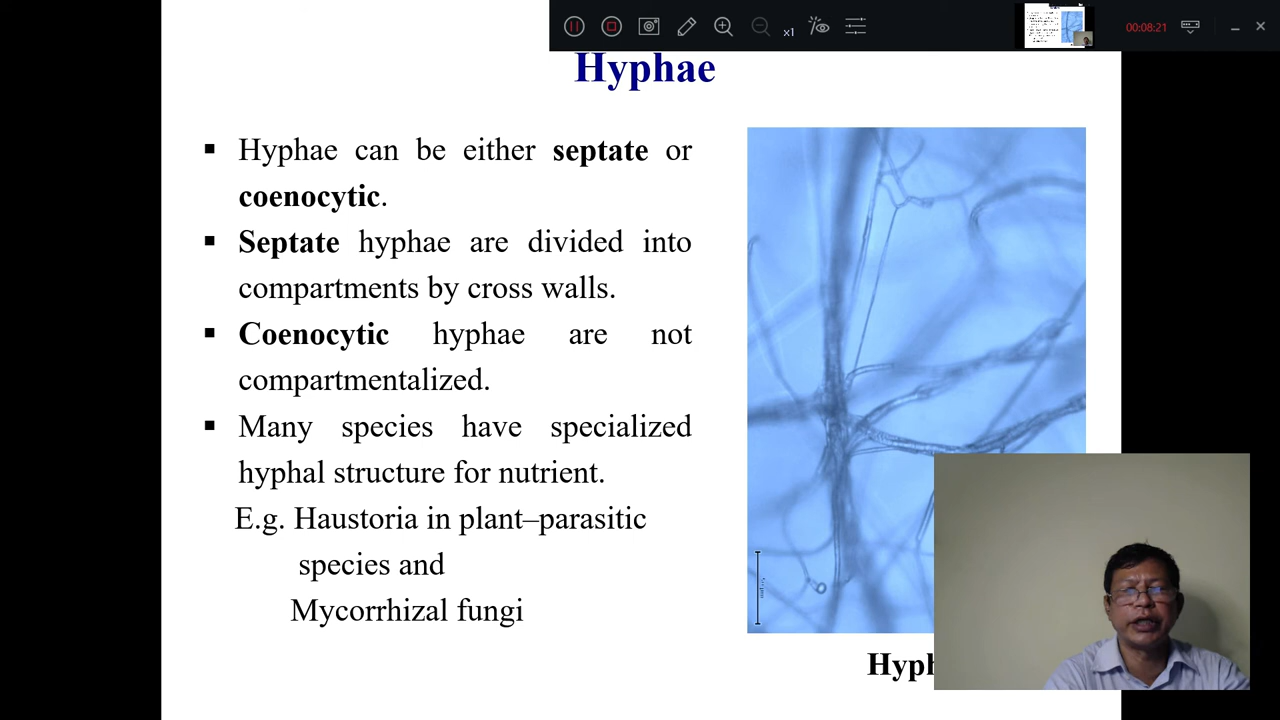 x1
00:08:21
Hyphae
▪ Hyphae can be either septate or
coenocytic.
▪ Septate hyphae are divided into
compartments by cross walls.
▪ Coenocytic hyphae are not
compartmentalized.
▪ Many species have specialized
hyphal structure for nutrient.
E.g. Haustoria in plant–parasitic
species and
Mycorrhizal fungi